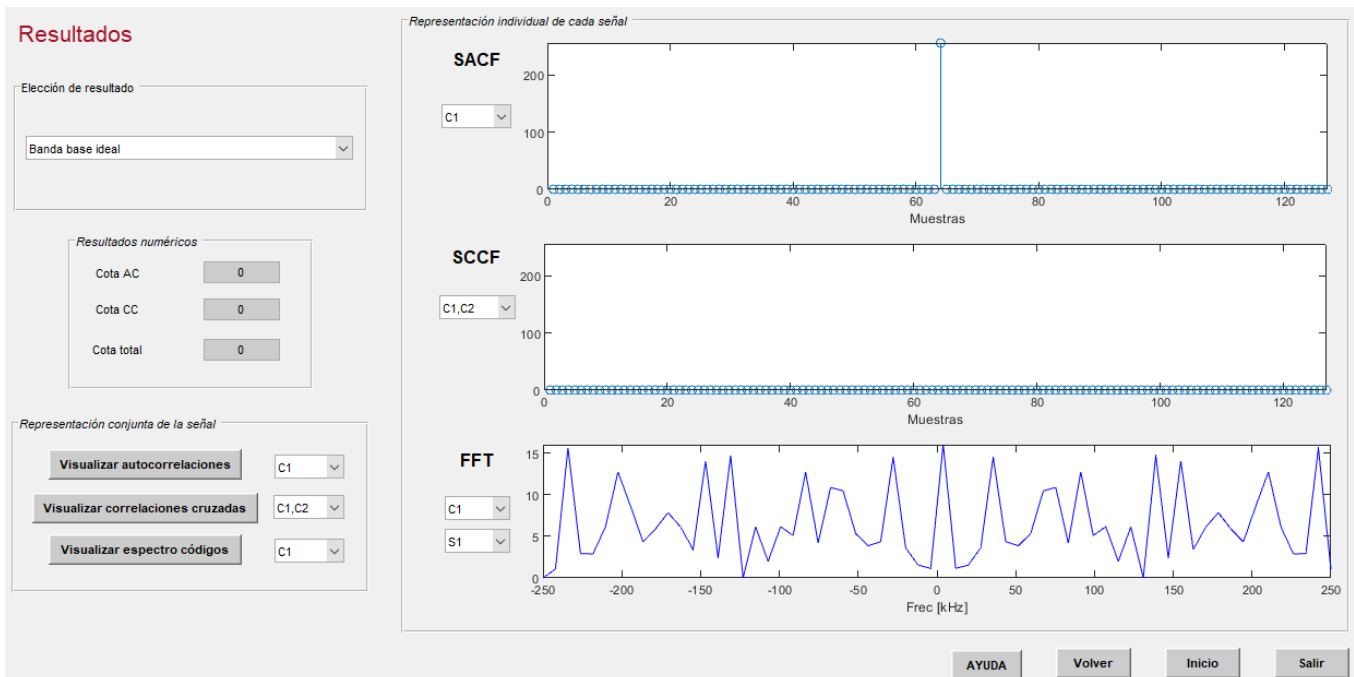 Resultados
Elección de resultado
Banda base ideal
Resultados numéricos
Cota AC 0
Cota CC 0
Cota total 0
Representación conjunta de la señal
Visualizar autocorrelaciones C1
Visualizar correlaciones cruzadas C1,C2
Visualizar espectro códigos C1
Representación individual de cada señal
SACF
C1
200
100
0
0 20 40 60 80 100 120
Muestras
SCCF
C1,C2
200
100
0
0 20 40 60 80 100 120
Muestras
FFT
C1
S1
15
10
5
0
-250 -200 -150 -100 -50 0 50 100 150 200 250
Frec [kHz]
AYUDA Volver Inicio Salir